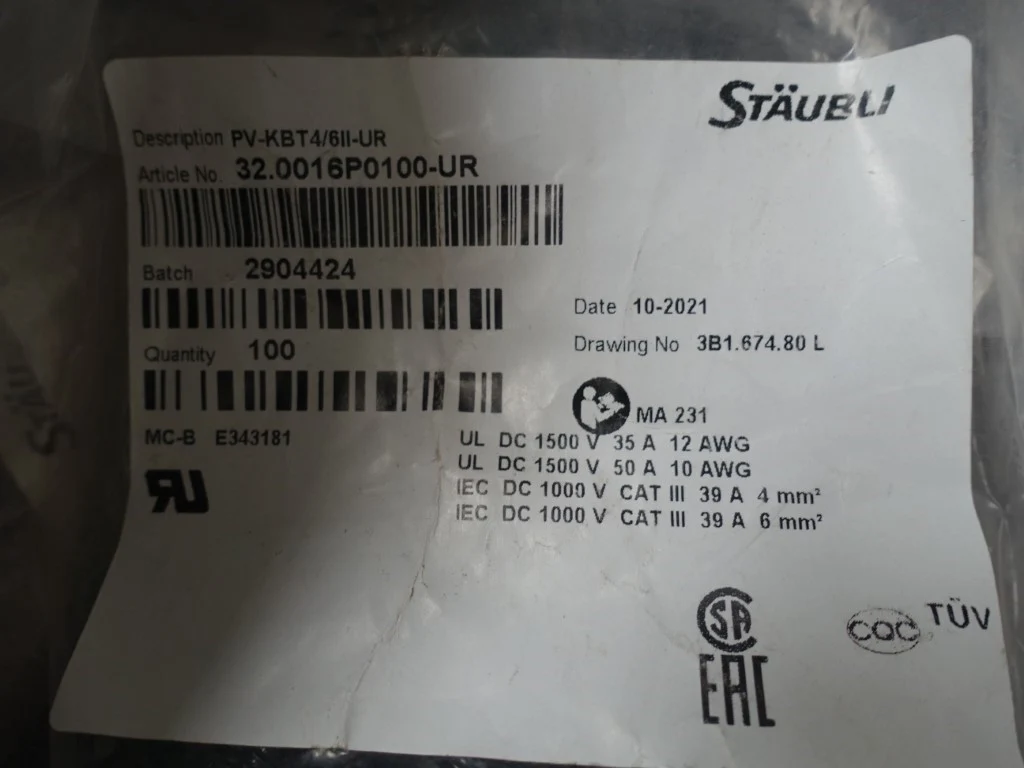 STÄUBLI
Description PV-KBT4/6II-UR
Article No. 32.0016P0100-UR
Batch 2904424
Date 10-2021
Drawing No 3B1.674.80 L
Quantity 100
MA 231
MC-B E343181
UL DC 1500 V 35 A 12 AWG
UL DC 1500 V 50 A 10 AWG
IEC DC 1000 V CAT III 39 A 4 mm²
IEC DC 1000 V CAT III 39 A 6 mm²
RU
SA
CQC
TÜV
EAC
STÄU